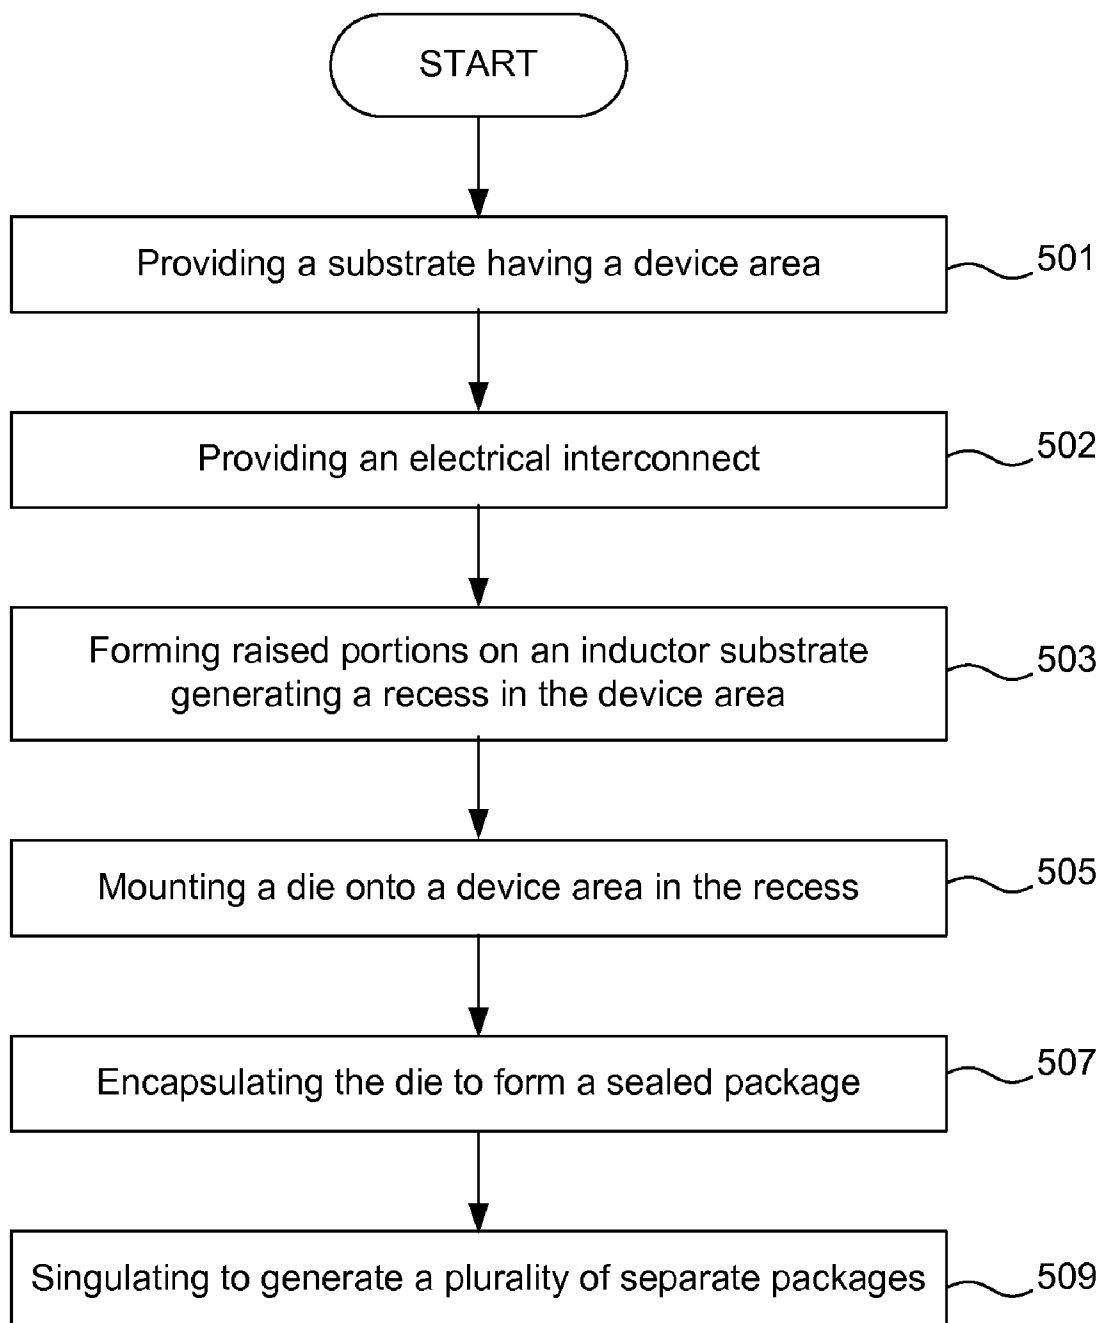 START
Providing a substrate having a device area
501
Providing an electrical interconnect
502
Forming raised portions on an inductor substrate
generating a recess in the device area
503
Mounting a die onto a device area in the recess
505
Encapsulating the die to form a sealed package
507
Singulating to generate a plurality of separate packages
509